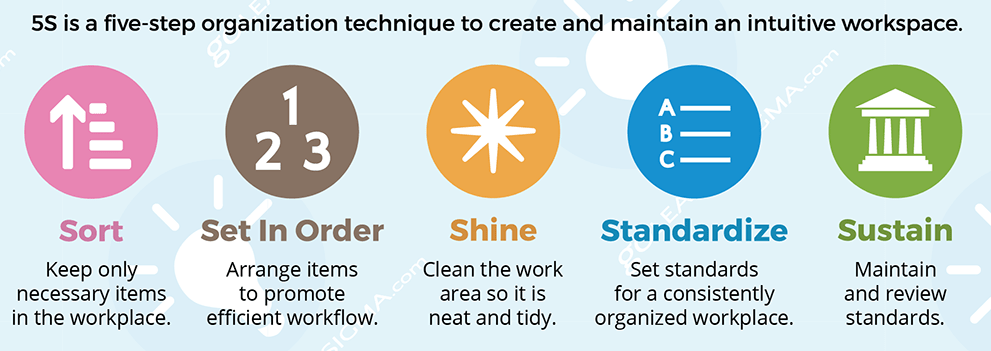 5S is a five-step organization technique to create and maintain an intuitive workspace.
1
2 3
A
B
C
Sort
Keep only
necessary items
in the workplace.
Set In Order
Arrange items
to promote
efficient workflow.
Shine
Clean the work
area so it is
neat and tidy.
Standardize
Set standards
for a consistently
organized workplace.
Sustain
Maintain
and review
standards.